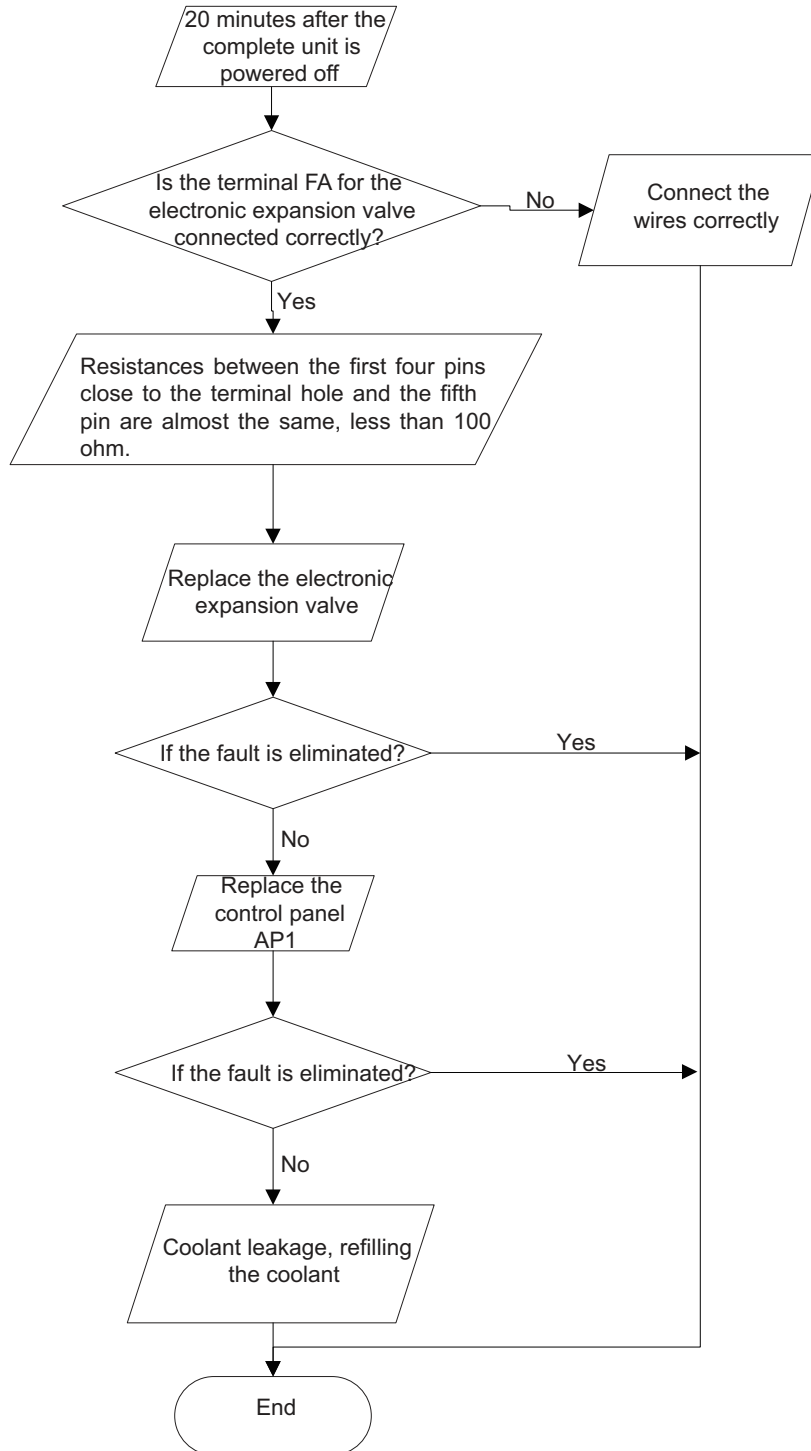 20 minutes after the
complete unit is
powered off
Is the terminal FA for the
electronic expansion valve
connected correctly?
No
Connect the
wires correctly
Yes
Resistances between the first four pins
close to the terminal hole and the fifth
pin are almost the same, less than 100
ohm.
Replace the electronic
expansion valve
If the fault is eliminated?
Yes
No
Replace the
control panel
AP1
If the fault is eliminated?
Yes
No
Coolant leakage, refilling
the coolant
End